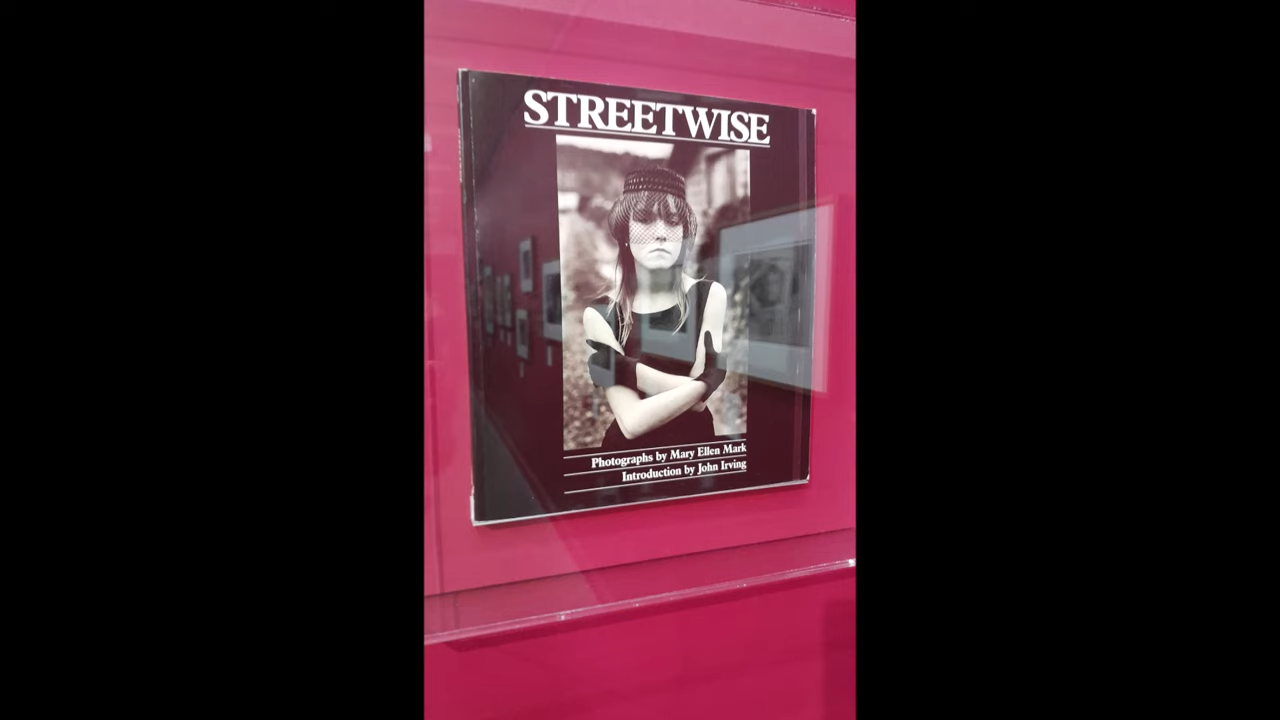 STREETWISE
Photographs by Mary Ellen Mark
Introduction by John Irving